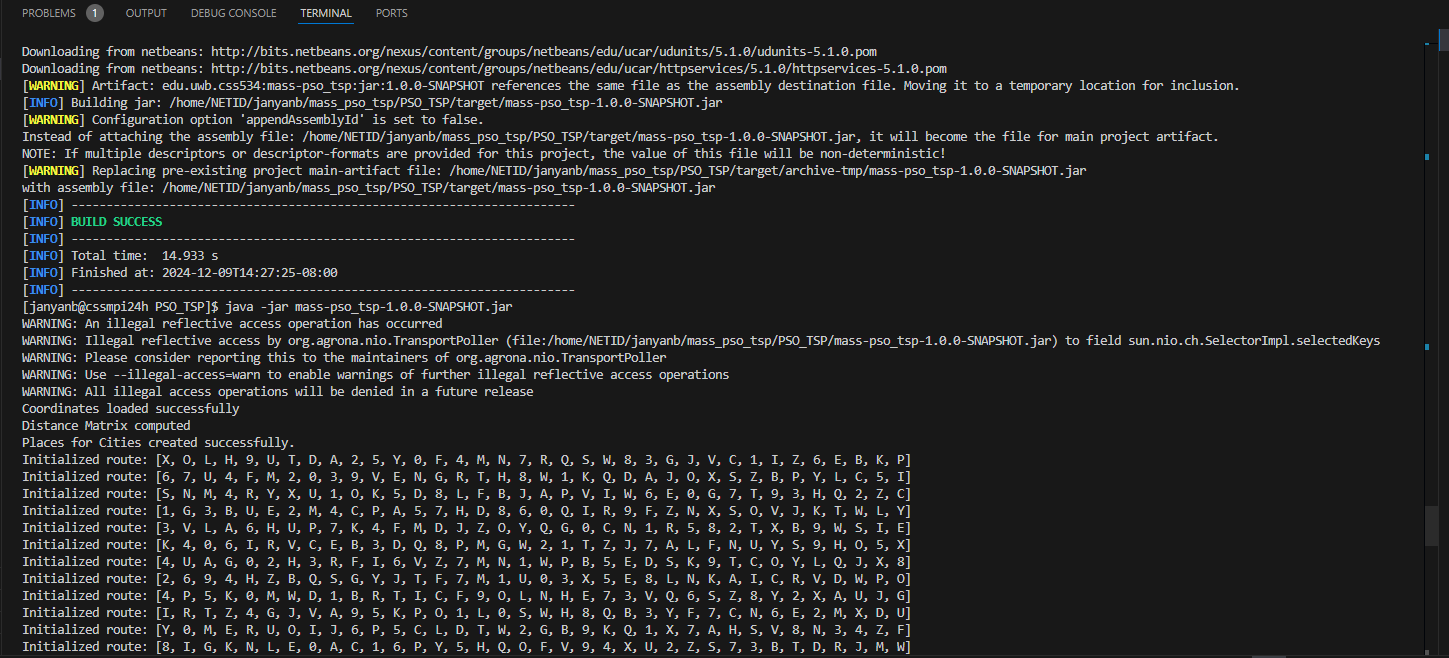 PROBLEMS 1 OUTPUT DEBUG CONSOLE TERMINAL PORTS
Downloading from netbeans: http://bits.netbeans.org/nexus/content/groups/netbeans/edu/ucar/udunits/5.1.0/udunits-5.1.0.pom
Downloading from netbeans: http://bits.netbeans.org/nexus/content/groups/netbeans/edu/ucar/httpservices/5.1.0/httpservices-5.1.0.pom
[WARNING] Artifact: edu.uwb.css534:mass-pso_tsp:jar:1.0.0-SNAPSHOT references the same file as the assembly destination file. Moving it to a temporary location for inclusion.
[INFO] Building jar: /home/NETID/janyanb/mass_pso_tsp/PSO_TSP/target/mass-pso_tsp-1.0.0-SNAPSHOT.jar
[WARNING] Configuration option 'appendAssemblyId' is set to false.
Instead of attaching the assembly file: /home/NETID/janyanb/mass_pso_tsp/PSO_TSP/target/mass-pso_tsp-1.0.0-SNAPSHOT.jar, it will become the file for main project artifact.
NOTE: If multiple descriptors or descriptor-formats are provided for this project, the value of this file will be non-deterministic!
[WARNING] Replacing pre-existing project main-artifact file: /home/NETID/janyanb/mass_pso_tsp/PSO_TSP/target/archive-tmp/mass-pso_tsp-1.0.0-SNAPSHOT.jar
with assembly file: /home/NETID/janyanb/mass_pso_tsp/PSO_TSP/target/mass-pso_tsp-1.0.0-SNAPSHOT.jar
[INFO] ------------------------------------------------------------------------
[INFO] BUILD SUCCESS
[INFO] ------------------------------------------------------------------------
[INFO] Total time:  14.933 s
[INFO] Finished at: 2024-12-09T14:27:25-08:00
[INFO] ------------------------------------------------------------------------
[janyanb@cssmpi24h PSO_TSP]$ java -jar mass-pso_tsp-1.0.0-SNAPSHOT.jar
WARNING: An illegal reflective access operation has occurred
WARNING: Illegal reflective access by org.agrona.nio.TransportPoller (file:/home/NETID/janyanb/mass_pso_tsp/PSO_TSP/mass-pso_tsp-1.0.0-SNAPSHOT.jar) to field sun.nio.ch.SelectorImpl.selectedKeys
WARNING: Please consider reporting this to the maintainers of org.agrona.nio.TransportPoller
WARNING: Use --illegal-access=warn to enable warnings of further illegal reflective access operations
WARNING: All illegal access operations will be denied in a future release
Coordinates loaded successfully
Distance Matrix computed
Places for Cities created successfully.
Initialized route: [X, O, L, H, 9, U, T, D, A, 2, 5, Y, 0, F, 4, M, N, 7, R, Q, S, W, 8, 3, G, J, V, C, 1, I, Z, 6, E, B, K, P]
Initialized route: [6, 7, U, 4, F, M, 2, 0, 3, 9, V, E, N, G, R, T, H, 8, W, 1, K, Q, D, A, J, O, X, S, Z, B, P, Y, L, C, 5, I]
Initialized route: [S, N, M, 4, R, Y, X, U, 1, O, K, 5, D, 8, L, F, B, J, A, P, V, I, W, 6, E, 0, G, 7, T, 9, 3, H, Q, 2, Z, C]
Initialized route: [1, G, 3, B, U, E, 2, M, 4, C, P, A, 5, 7, H, D, 8, 6, 0, Q, I, R, 9, F, Z, N, X, S, O, V, J, K, T, W, L, Y]
Initialized route: [3, V, L, A, 6, H, U, P, 7, K, 4, F, M, D, J, Z, O, Y, Q, G, 0, C, N, 1, R, 5, 8, 2, T, X, B, 9, W, S, I, E]
Initialized route: [K, 4, 0, 6, I, R, V, C, E, B, 3, D, Q, 8, P, M, G, W, 2, 1, T, Z, J, 7, A, L, F, N, U, Y, S, 9, H, O, 5, X]
Initialized route: [4, U, A, G, 0, 2, H, 3, R, F, I, 6, V, Z, 7, M, N, 1, W, P, B, 5, E, D, S, K, 9, T, C, O, Y, L, Q, J, X, 8]
Initialized route: [2, 6, 9, 4, H, Z, B, Q, S, G, Y, J, T, F, 7, M, 1, U, 0, 3, X, 5, E, 8, L, N, K, A, I, C, R, V, D, W, P, O]
Initialized route: [4, P, 5, K, 0, M, W, D, 1, B, R, T, I, C, F, 9, O, L, N, H, E, 7, 3, V, Q, 6, S, Z, 8, Y, 2, X, A, U, J, G]
Initialized route: [I, R, T, Z, 4, G, J, V, A, 9, 5, K, P, O, 1, L, 0, S, W, H, 8, Q, B, 3, Y, F, 7, C, N, 6, E, 2, M, X, D, U]
Initialized route: [Y, 0, M, E, R, U, O, I, J, 6, P, 5, C, L, D, T, W, 2, G, B, 9, K, Q, 1, X, 7, A, H, S, V, 8, N, 3, 4, Z, F]
Initialized route: [8, I, G, K, N, L, E, 0, A, C, 1, 6, P, Y, 5, H, Q, O, F, V, 9, 4, X, U, 2, Z, S, 7, 3, B, T, D, R, J, M, W]